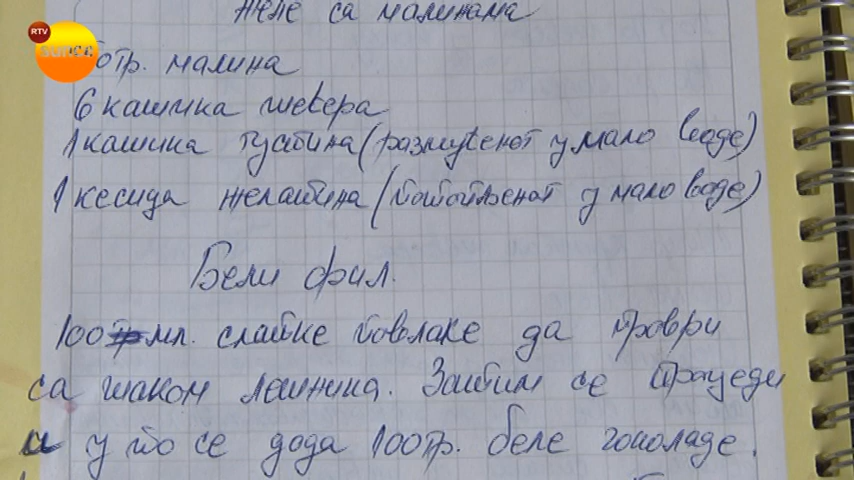 RTV
sunce
желе са малинама
гр. малина
6 кашика шећера
1 кашика густина (размућеног у мало воде)
1 кесица желатина (потопљеног у мало воде)
Бели фил.
100 мл. слатке павлаке да проври
са шаком лешника. Затим се процеди
и у то се дода 100гр. беле чоколаде.